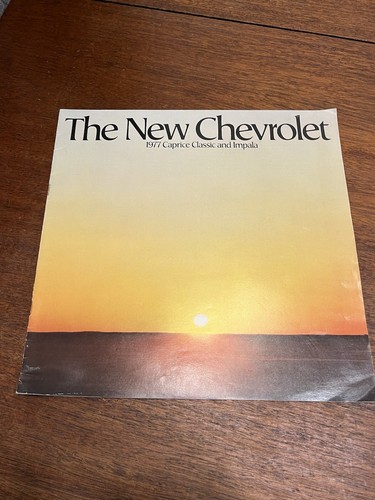 The New Chevrolet
1977 Caprice Classic and Impala